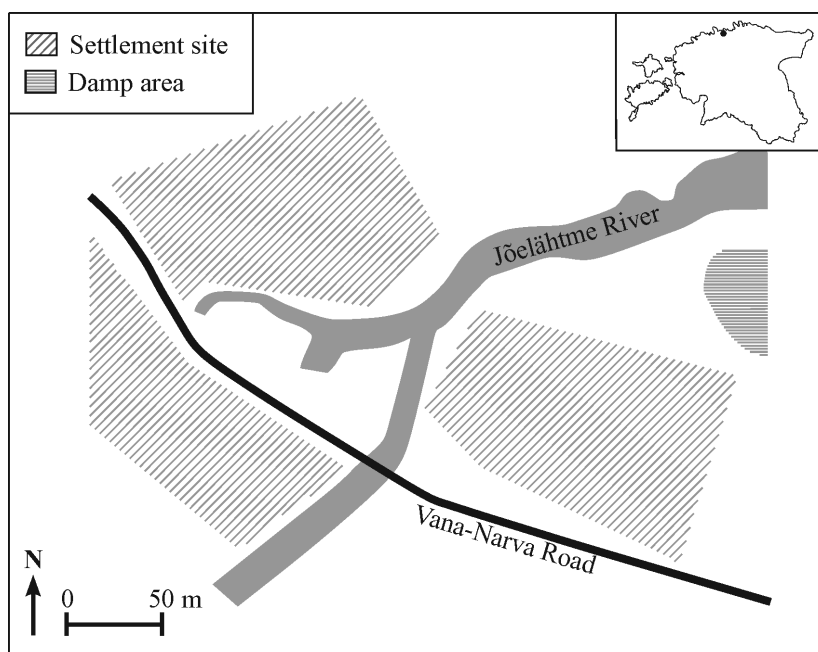 Settlement site
Damp area
Jõelähtme River
Vana-Narva Road
N
0 50 m